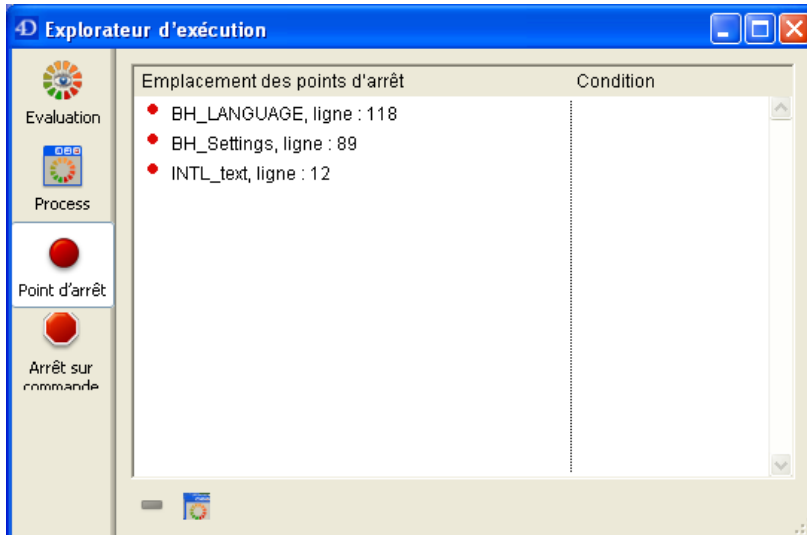 4D Explorateur d'exécution
Evaluation
Process
Point d'arrêt
Arrêt sur
commande
Emplacement des points d'arrêt Condition
BH_LANGUAGE, ligne : 118
BH_Settings, ligne : 89
INTL_text, ligne : 12